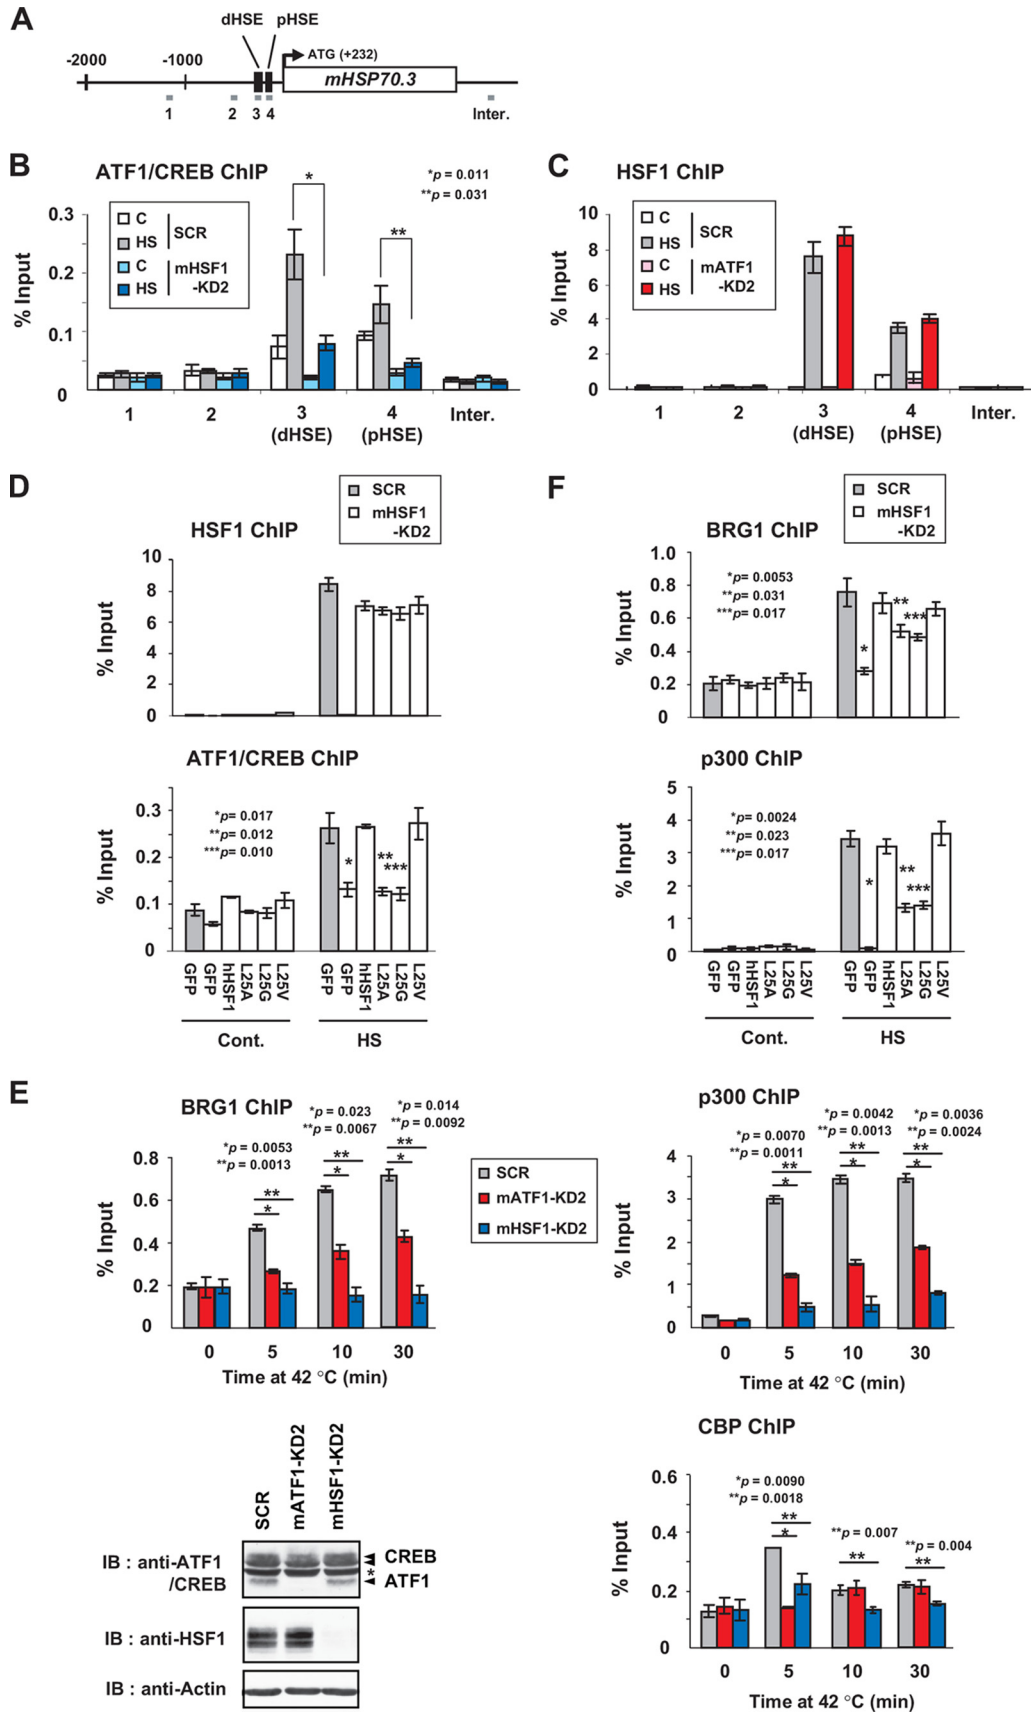 A
dHSE pHSE
-2000 -1000 ATG (+232)
mHSP70.3
1 2 3 4 Inter.
B
ATF1/CREB ChIP
*p = 0.011
**p = 0.031
C
HS
SCR
C
HS
mHSF1
-KD2
* **
% Input
0.3
0.2
0.1
0
1 2 3 4 Inter.
(dHSE) (pHSE)
C
HSF1 ChIP
C
HS
SCR
C
HS
mATF1
-KD2
% Input
10
8
6
4
2
0
1 2 3 4 Inter.
(dHSE) (pHSE)
D
SCR
mHSF1
-KD2
HSF1 ChIP
% Input
10
8
6
4
2
0
ATF1/CREB ChIP
*p= 0.017
**p= 0.012
***p= 0.010
% Input
0.3
0.2
0.1
0
* ** ***
GFP GFP hHSF1 L25A L25G L25V GFP GFP hHSF1 L25A L25G L25V
Cont. HS
F
SCR
mHSF1
-KD2
BRG1 ChIP
*p= 0.0053
**p= 0.031
***p= 0.017
% Input
1.0
0.8
0.6
0.4
0.2
0
* ** ***
p300 ChIP
*p= 0.0024
**p= 0.023
***p= 0.017
% Input
5
4
3
2
1
0
* ** ***
GFP GFP hHSF1 L25A L25G L25V GFP GFP hHSF1 L25A L25G L25V
Cont. HS
E
BRG1 ChIP
*p = 0.0053
**p = 0.0013
*p = 0.023
**p = 0.0067
*p = 0.014
**p = 0.0092
** * ** * ** *
% Input
0.8
0.6
0.4
0.2
0
0 5 10 30
Time at 42 °C (min)
SCR
mATF1-KD2
mHSF1-KD2
p300 ChIP
*p = 0.0070
**p = 0.0011
*p = 0.0042
**p = 0.0013
*p = 0.0036
**p = 0.0024
** * ** * ** *
% Input
4
3
2
1
0
0 5 10 30
Time at 42 °C (min)
SCR mATF1-KD2 mHSF1-KD2
IB : anti-ATF1
/CREB
CREB
*
ATF1
IB : anti-HSF1
IB : anti-Actin
CBP ChIP
*p = 0.0090
**p = 0.0018
**p = 0.007
**p = 0.004
** * ** **
% Input
0.6
0.4
0.2
0
0 5 10 30
Time at 42 °C (min)